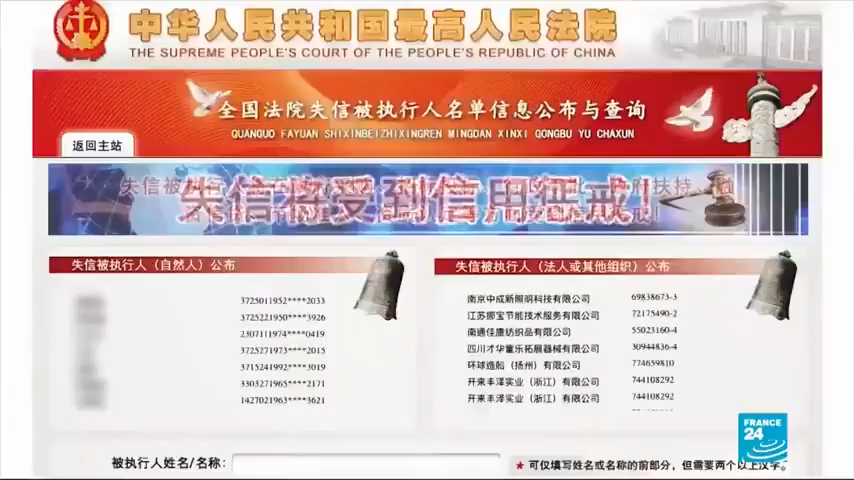 中华人民共和国最高人民法院
THE SUPREME PEOPLE'S COURT OF THE PEOPLE'S REPUBLIC OF CHINA
全国法院失信被执行人名单信息公布与查询
QUANGUO FAYUAN SHIXINBEIZHIXINGREN MINGDAN XINXI GONGBU YU CHAXUN
返回主站
失信将受到信用惩戒!
失信被执行人（自然人）公布
3725011952****2033
3725221950****3926
2307111974****0419
3725271973****2015
3715241992****3019
3303271965****2171
1427021963****3621
失信被执行人（法人或其他组织）公布
南京中成新照明科技有限公司 69838673-3
江苏挪宝节能技术服务有限公司 72175490-2
南通佳康纺织品有限公司 55023160-4
四川才华童乐拓展器械有限公司 30944836-4
环球造船（扬州）有限公司 774659810
开来丰泽实业（浙江）有限公司 744108292
开来丰泽实业（浙江）有限公司 744108292
被执行人姓名/名称:
★ 可仅填写姓名或名称的前部分，但需要两个以上汉字。
FRANCE
24